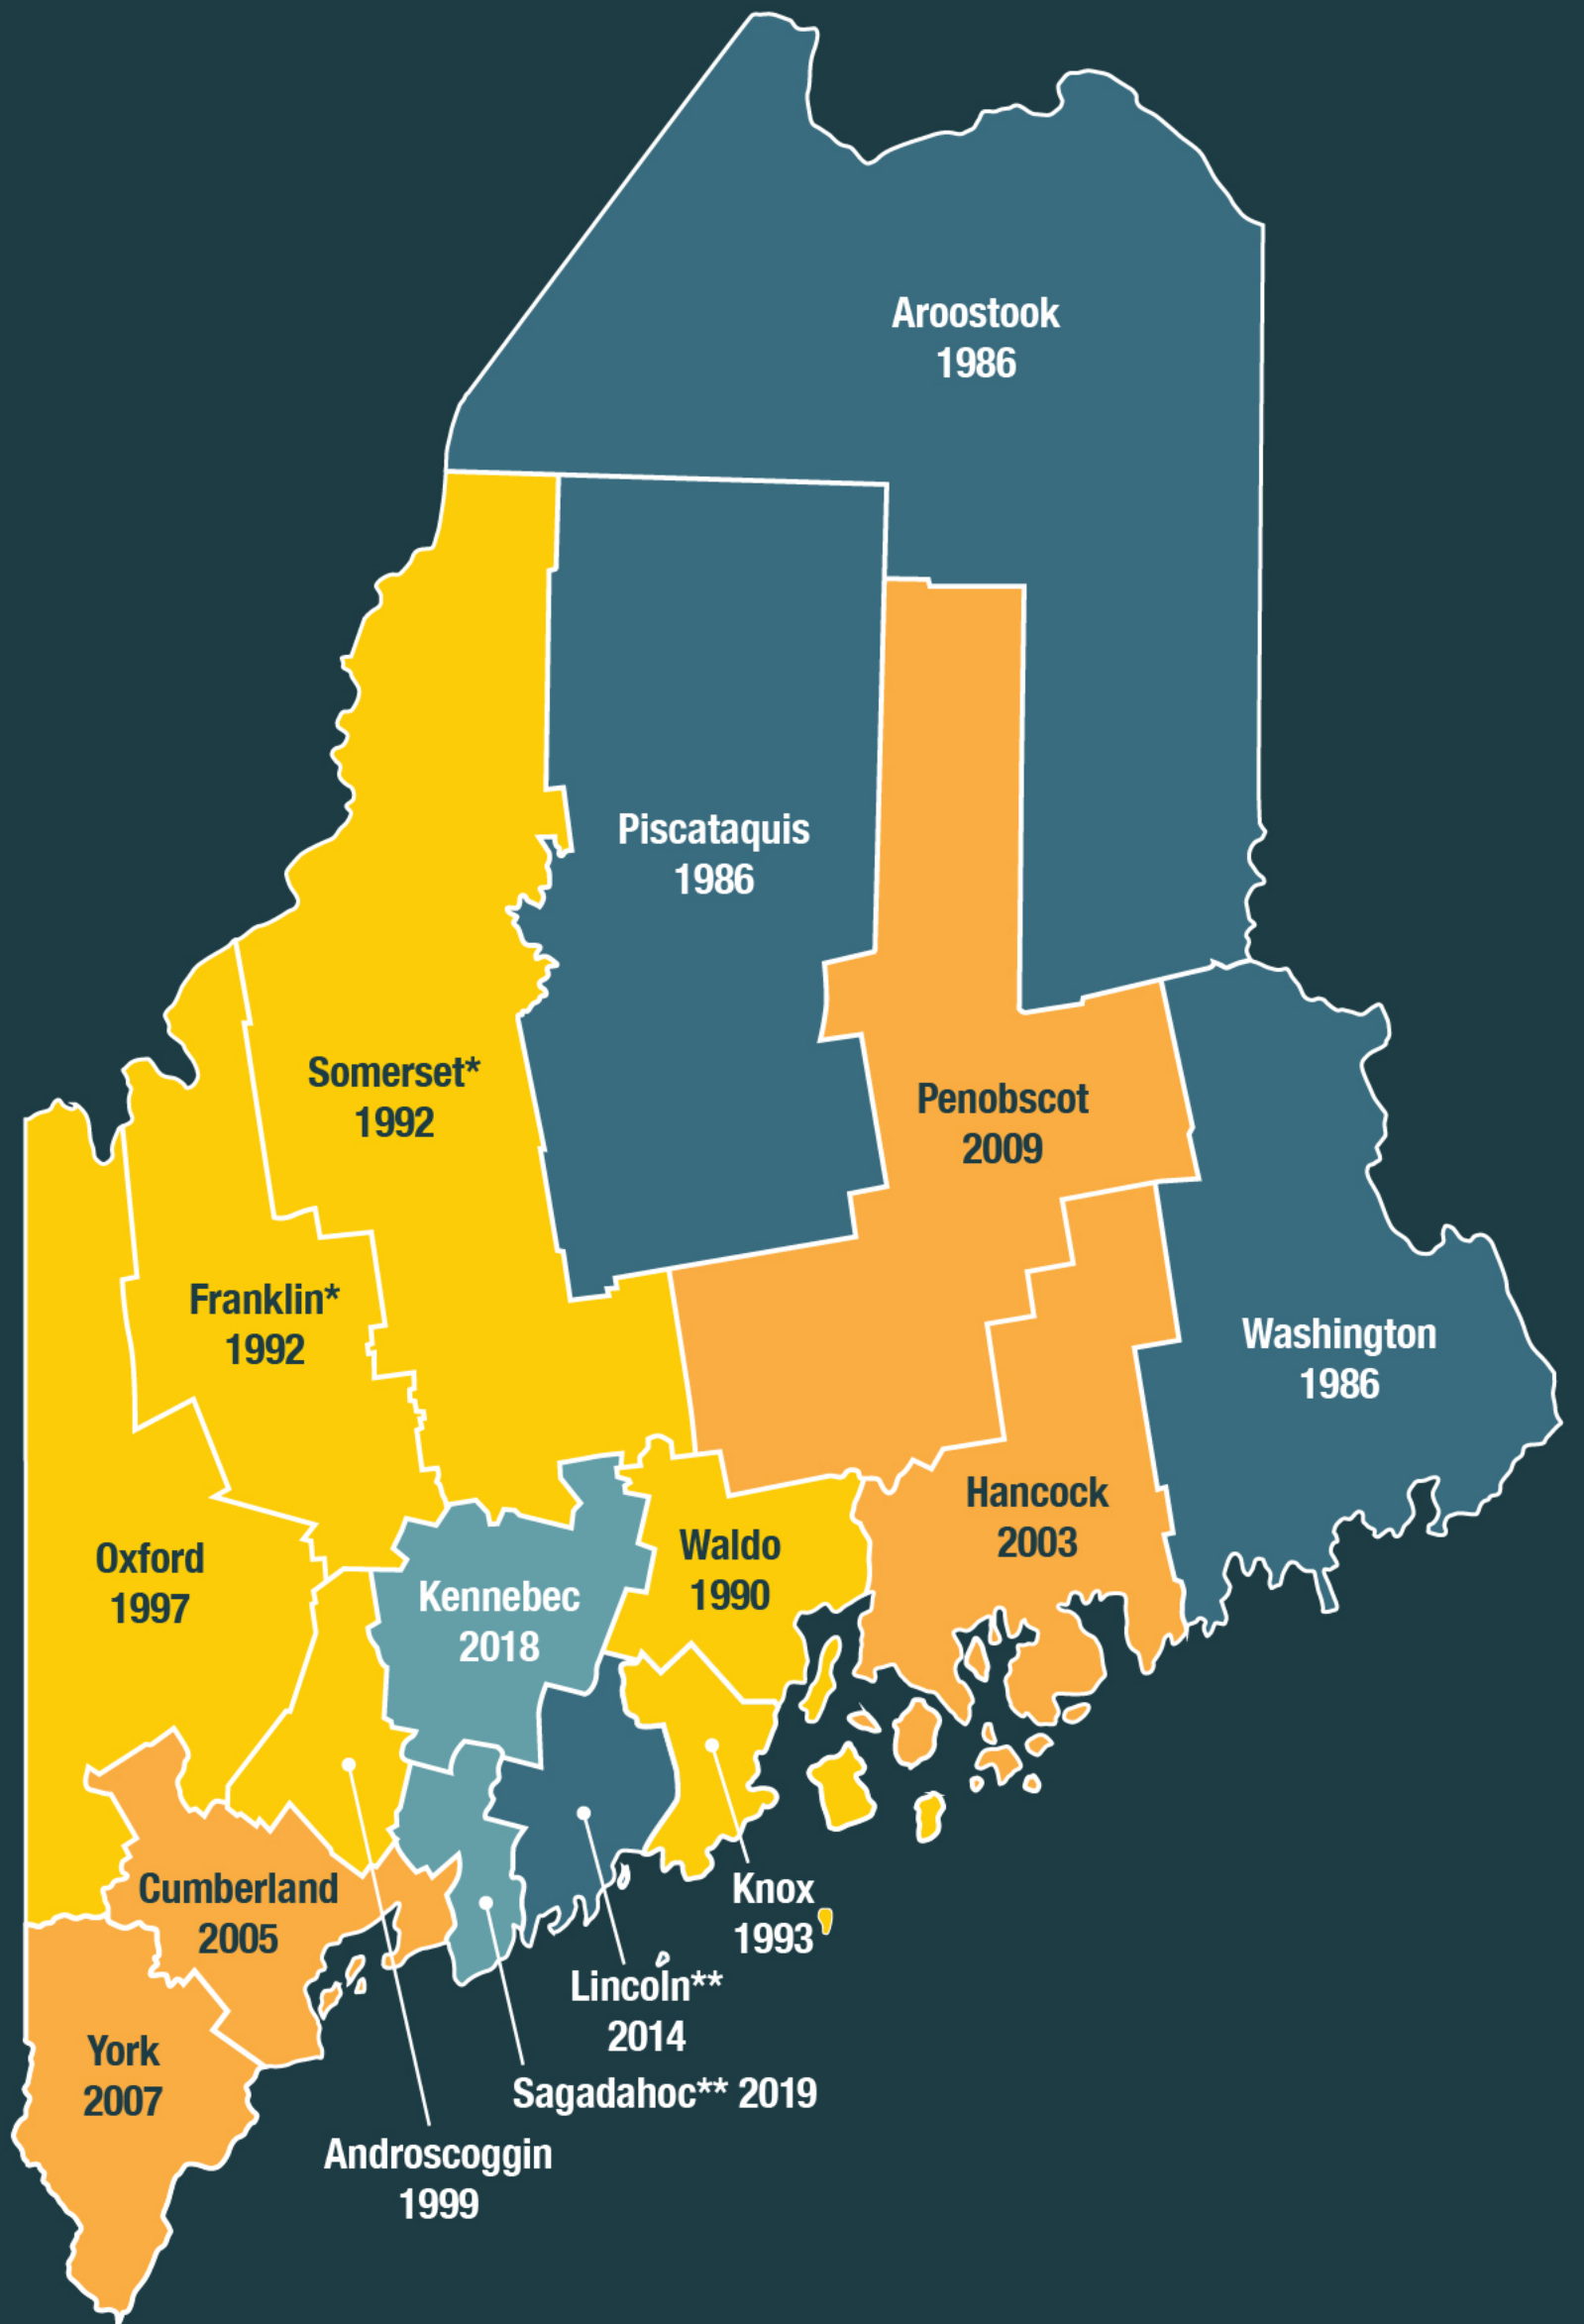 Aroostook
1986
Piscataquis
1986
Somerset*
1992
Penobscot
2009
Franklin*
1992
Washington
1986
Hancock
2003
Oxford
1997
Waldo
1990
Kennebec
2018
Cumberland
2005
Knox
1993
Lincoln**
2014
York
2007
Sagadahoc** 2019
Androscoggin
1999